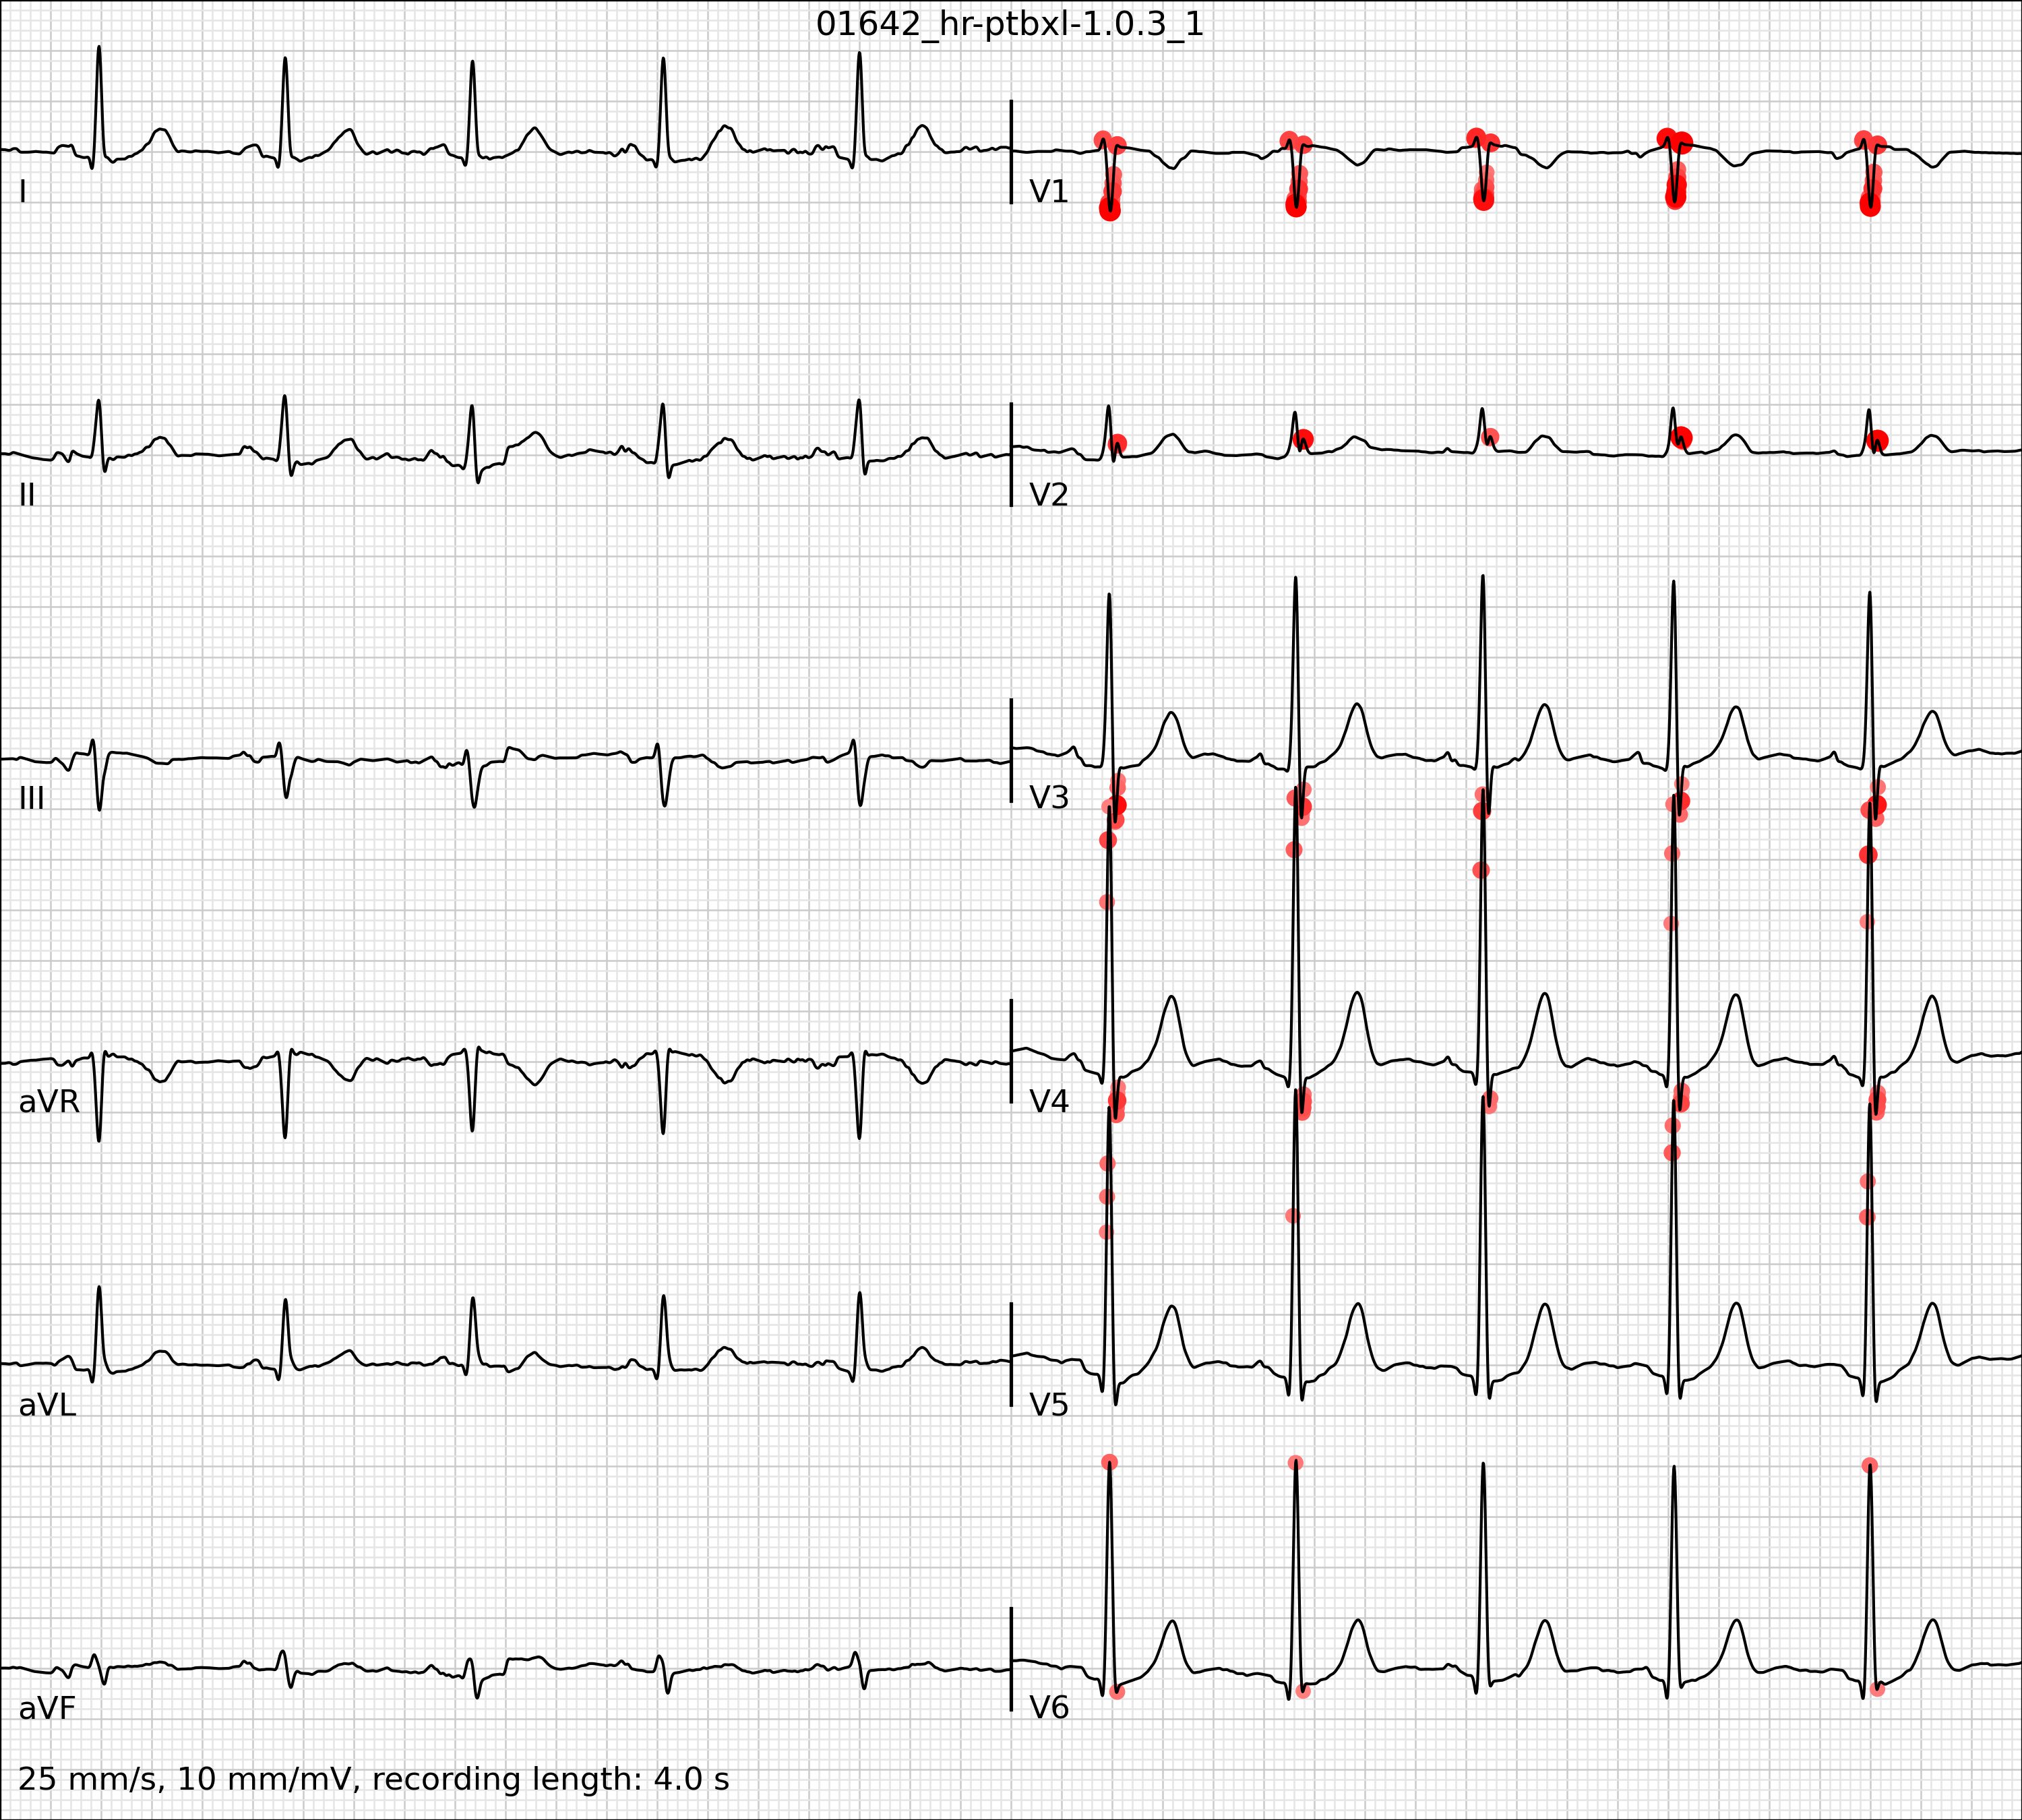 01642_hr-ptbxl-1.0.3_1
I
V1
II
V2
III
V3
aVR
V4
aVL
V5
aVF
V6
25 mm/s, 10 mm/mV, recording length: 4.0 s